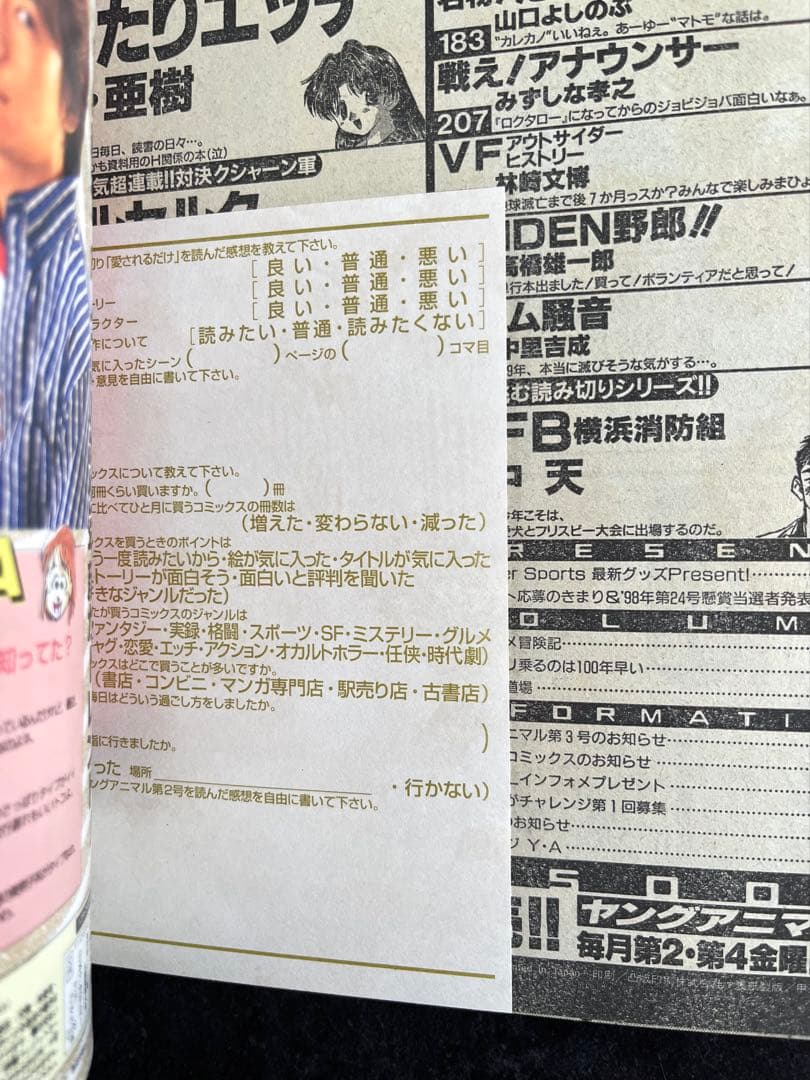 たりエッチ
・亜樹
日毎日、読書の日々…。
かも資料用のH関係の本(泣)
気超連載!!対決クシャーン軍
ルセルク
山口よしのぶ
183
"カレカノ"いいねぇ。あーゆー"マトモ"な話は。
戦え!アナウンサー
みずしな孝之
207
『ロクタロー』になってからのジョビジョバ面白いなぁ。
VF
アウトサイダー
ヒストリー
林﨑文博
球滅亡まで後7か月っスか?みんなで楽しみまひょ
IDEN野郎!!
高橋雄一郎
行本出ました!買って!ボランティアだと思って!
ム騒音
中里吉成
9年、本当に滅びそうな気がする…。
む読み切りシリーズ!!
FB横浜消防組
中 天
年こそは、
愛犬とフリスビー大会に出場するのだ。
RESEN
er Sports 最新グッズPresent!
ト応募のきまり&'98年第24号懸賞当選者発表
OLUM
メ冒険記
リ乗るのは100年早い
道場
FORMATI
ニマル第3号のお知らせ
コミックスのお知らせ
インフォメプレゼント
がチャレンジ第1回募集
のお知らせ
ジ Y・A
SOO
売!!
ヤングアニマ
毎月第2・第4金曜
切り「愛されるだけ」を読んだ感想を教えて下さい。
[良い・普通・悪い]
ーリー [良い・普通・悪い]
ラクター [良い・普通・悪い]
作について [読みたい・普通・読みたくない]
気に入ったシーン( )ページの( )コマ目
・意見を自由に書いて下さい。
ックスについて教えて下さい。
何冊くらい買いますか。( )冊
に比べてひと月に買うコミックスの冊数は
(増えた・変わらない・減った)
ックスを買うときのポイントは
う一度読みたいから・絵が気に入った・タイトルが気に入った
トーリーが面白そう・面白いと評判を聞いた
きなジャンルだった)
たが買うコミックスのジャンルは
ァンタジー・実録・格闘・スポーツ・SF・ミステリー・グルメ
ャグ・恋愛・エッチ・アクション・オカルトホラー・任侠・時代劇)
ックスはどこで買うことが多いですか。
(書店・コンビニ・マンガ専門店・駅売り店・古書店)
毎日はどういう過ごし方をしましたか。
)
詣に行きましたか。
った 場所 ・行かない)
ングアニマル第2号を読んだ感想を自由に書いて下さい。
知ってた?